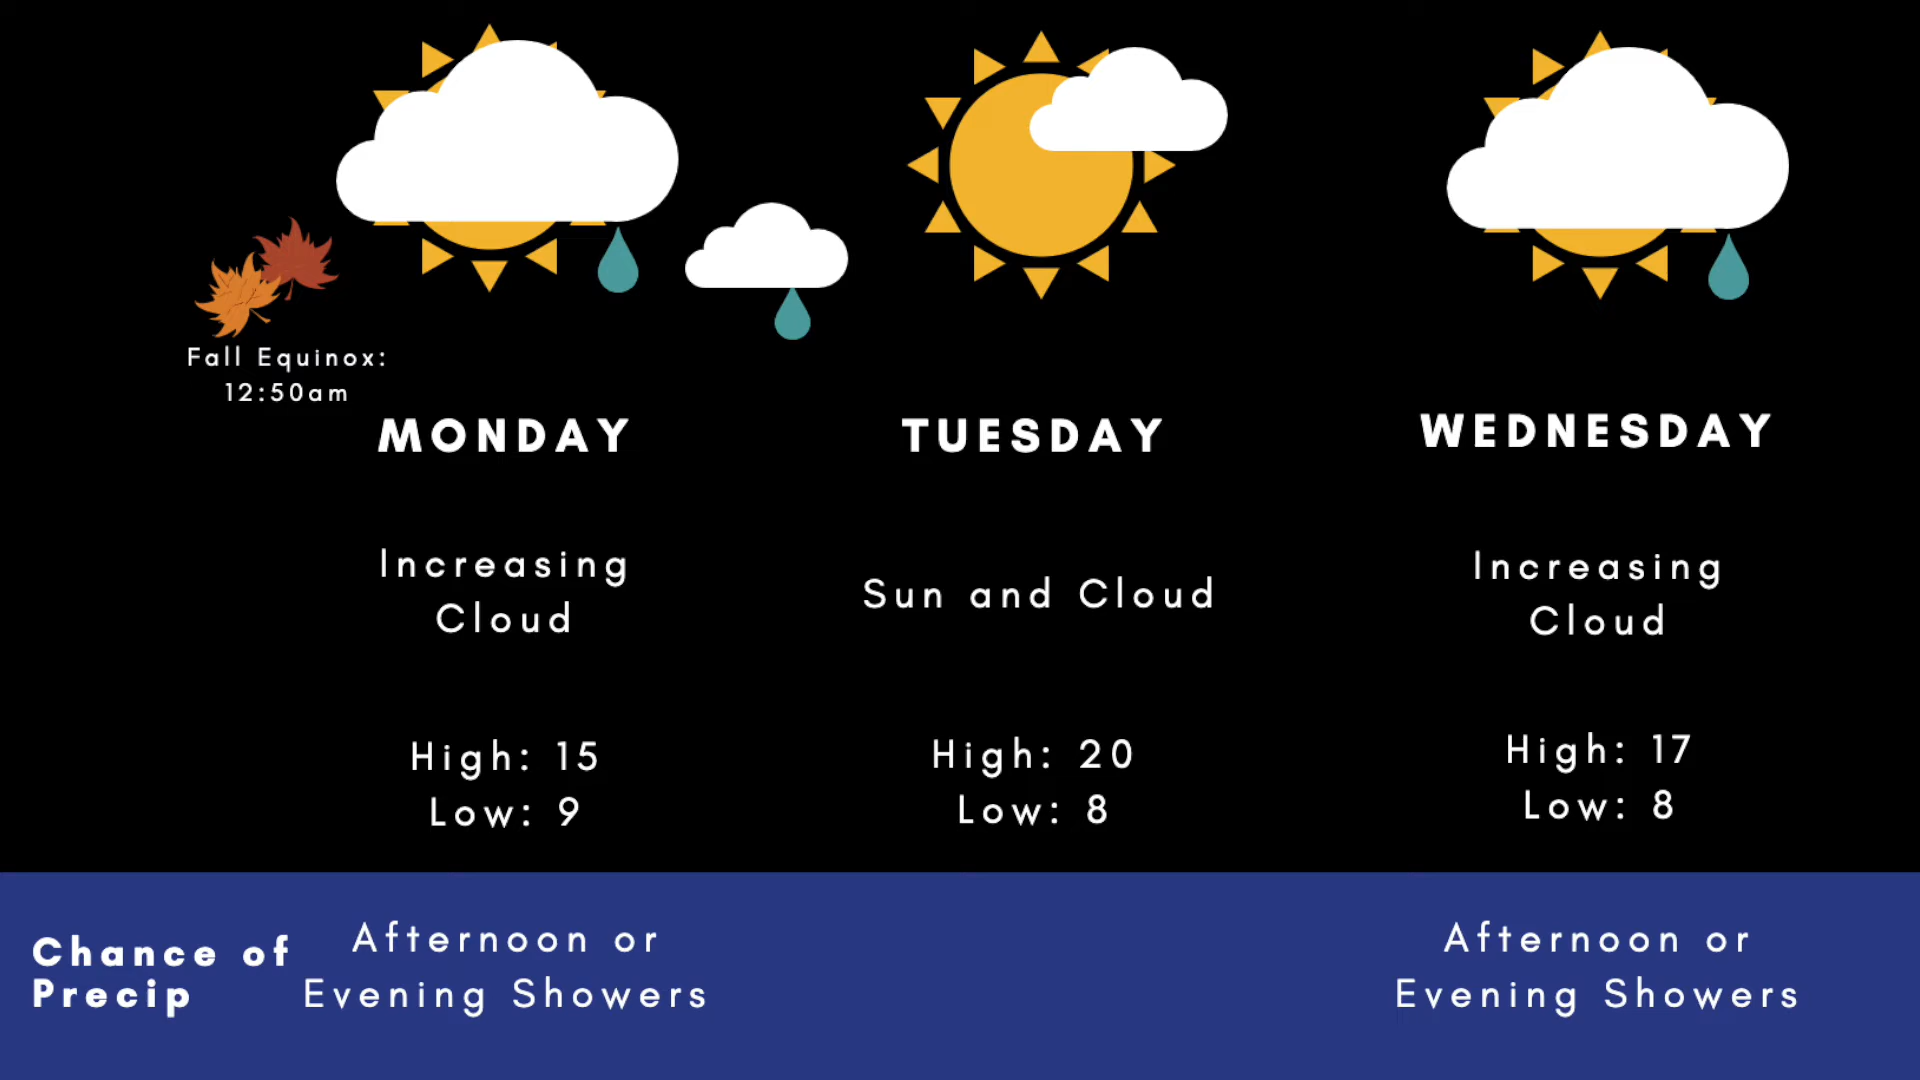 Fall Equinox:
12:50am
MONDAY
Increasing
Cloud
High: 15
Low: 9
TUESDAY
Sun and Cloud
High: 20
Low: 8
WEDNESDAY
Increasing
Cloud
High: 17
Low: 8
Chance of
Precip
Afternoon or
Evening Showers
Afternoon or
Evening Showers